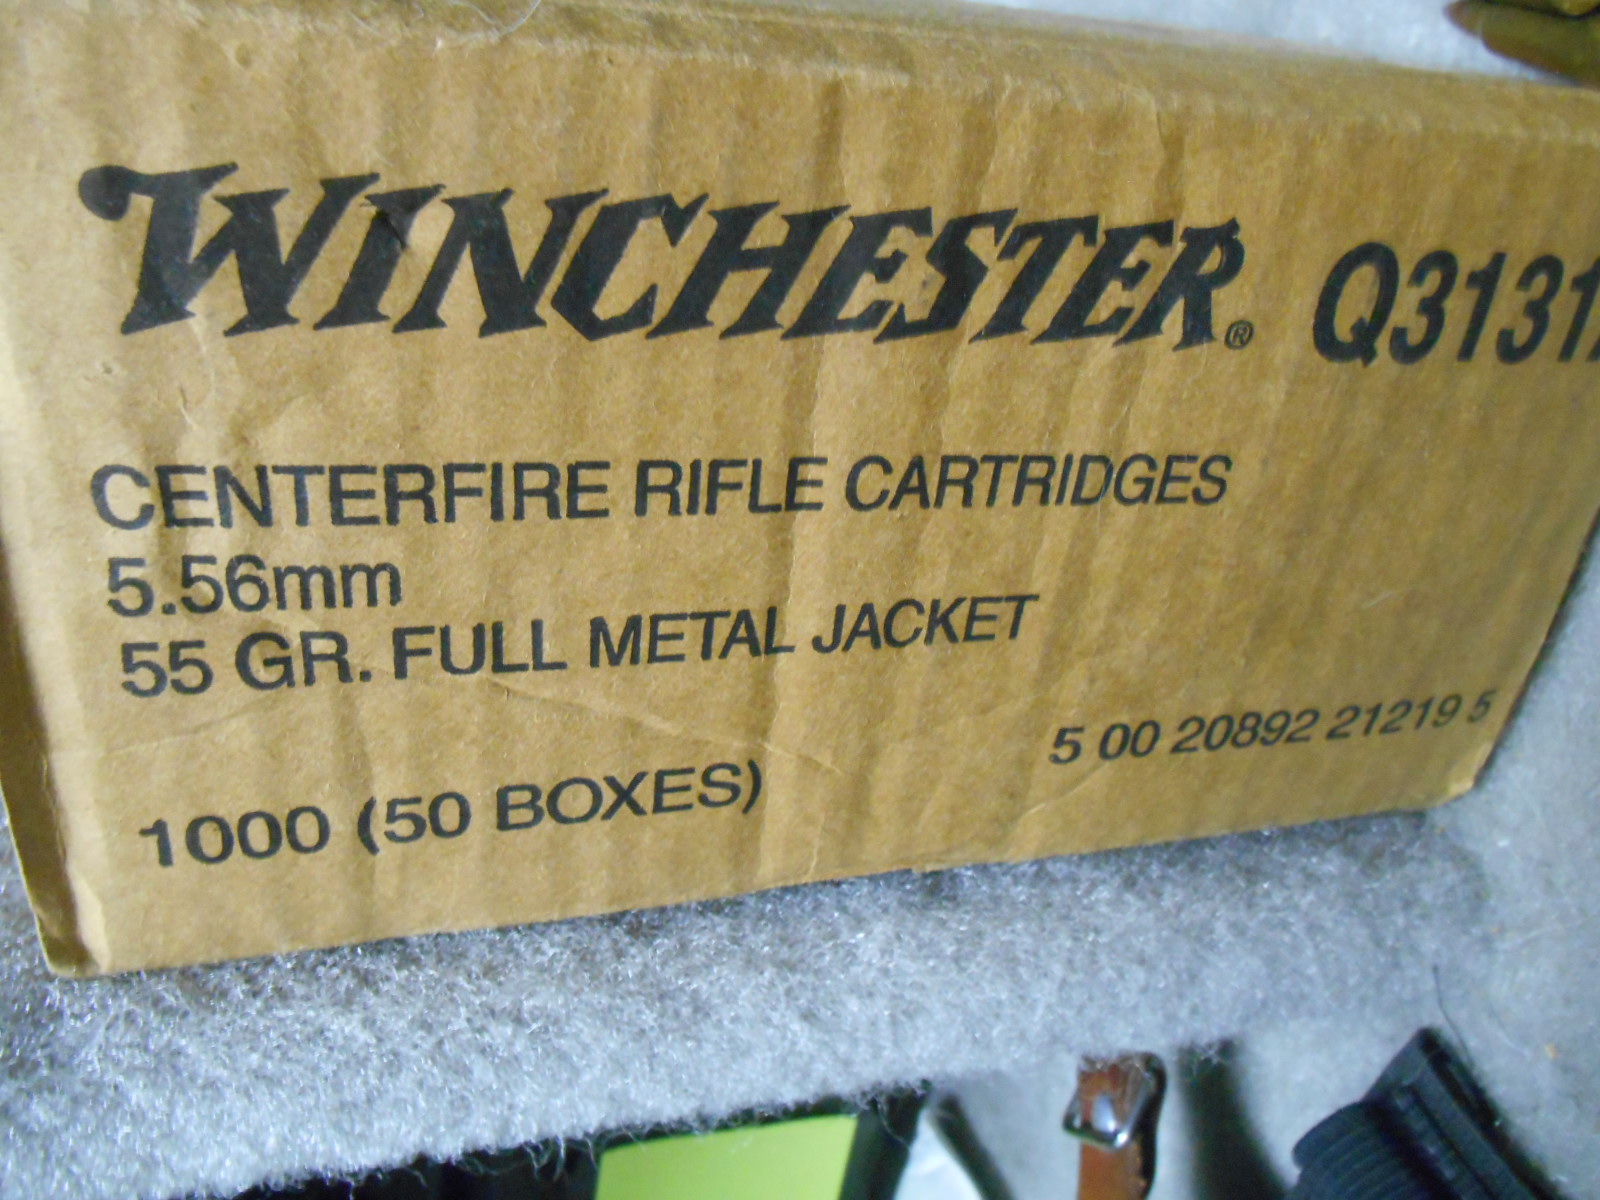 WINCHESTER® Q3131
CENTERFIRE RIFLE CARTRIDGES
5.56mm
55 GR. FULL METAL JACKET
5 00 20892 21219 5
1000 (50 BOXES)